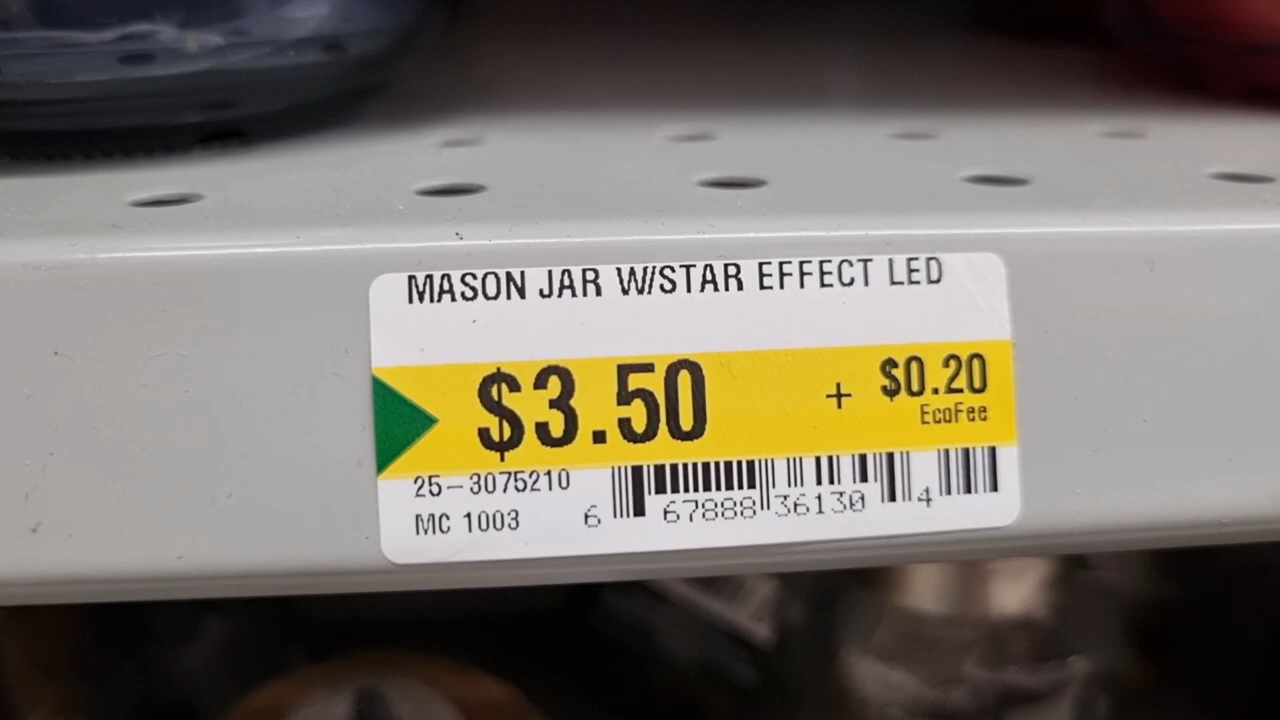 MASON JAR W/STAR EFFECT LED
$3.50 + $0.20
EcoFee
25-3075210
MC 1003
6 67888 36130 4